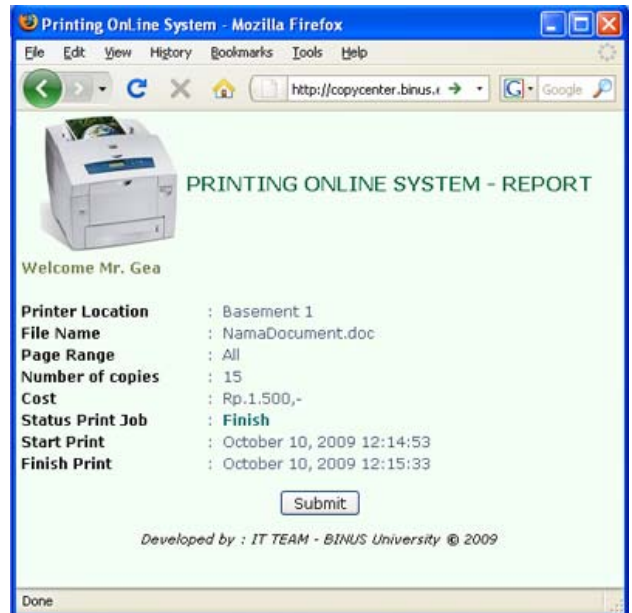 Printing OnLine System - Mozilla Firefox
File Edit View History Bookmarks Tools Help
http://copycenter.binus. Google
PRINTING ONLINE SYSTEM - REPORT
Welcome Mr. Gea
Printer Location : Basement 1
File Name : NamaDocument.doc
Page Range : All
Number of copies : 15
Cost : Rp.1.500,-
Status Print Job : Finish
Start Print : October 10, 2009 12:14:53
Finish Print : October 10, 2009 12:15:33
Submit
Developed by : IT TEAM - BINUS University © 2009
Done